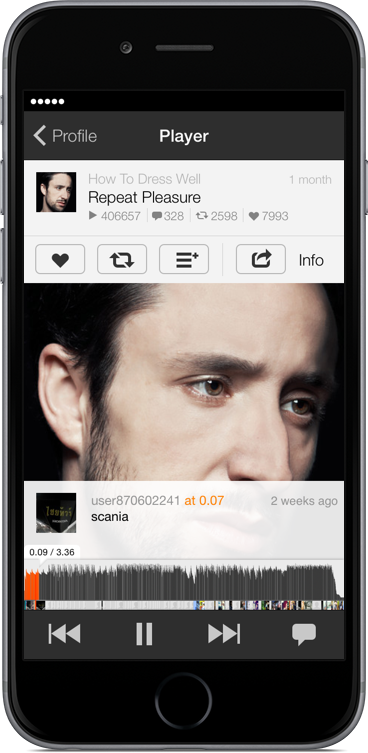 Profile
Player
How To Dress Well
1 month
Repeat Pleasure
406657
328
2598
7993
Info
user870602241 at 0.07
2 weeks ago
scania
0.09 / 3.36